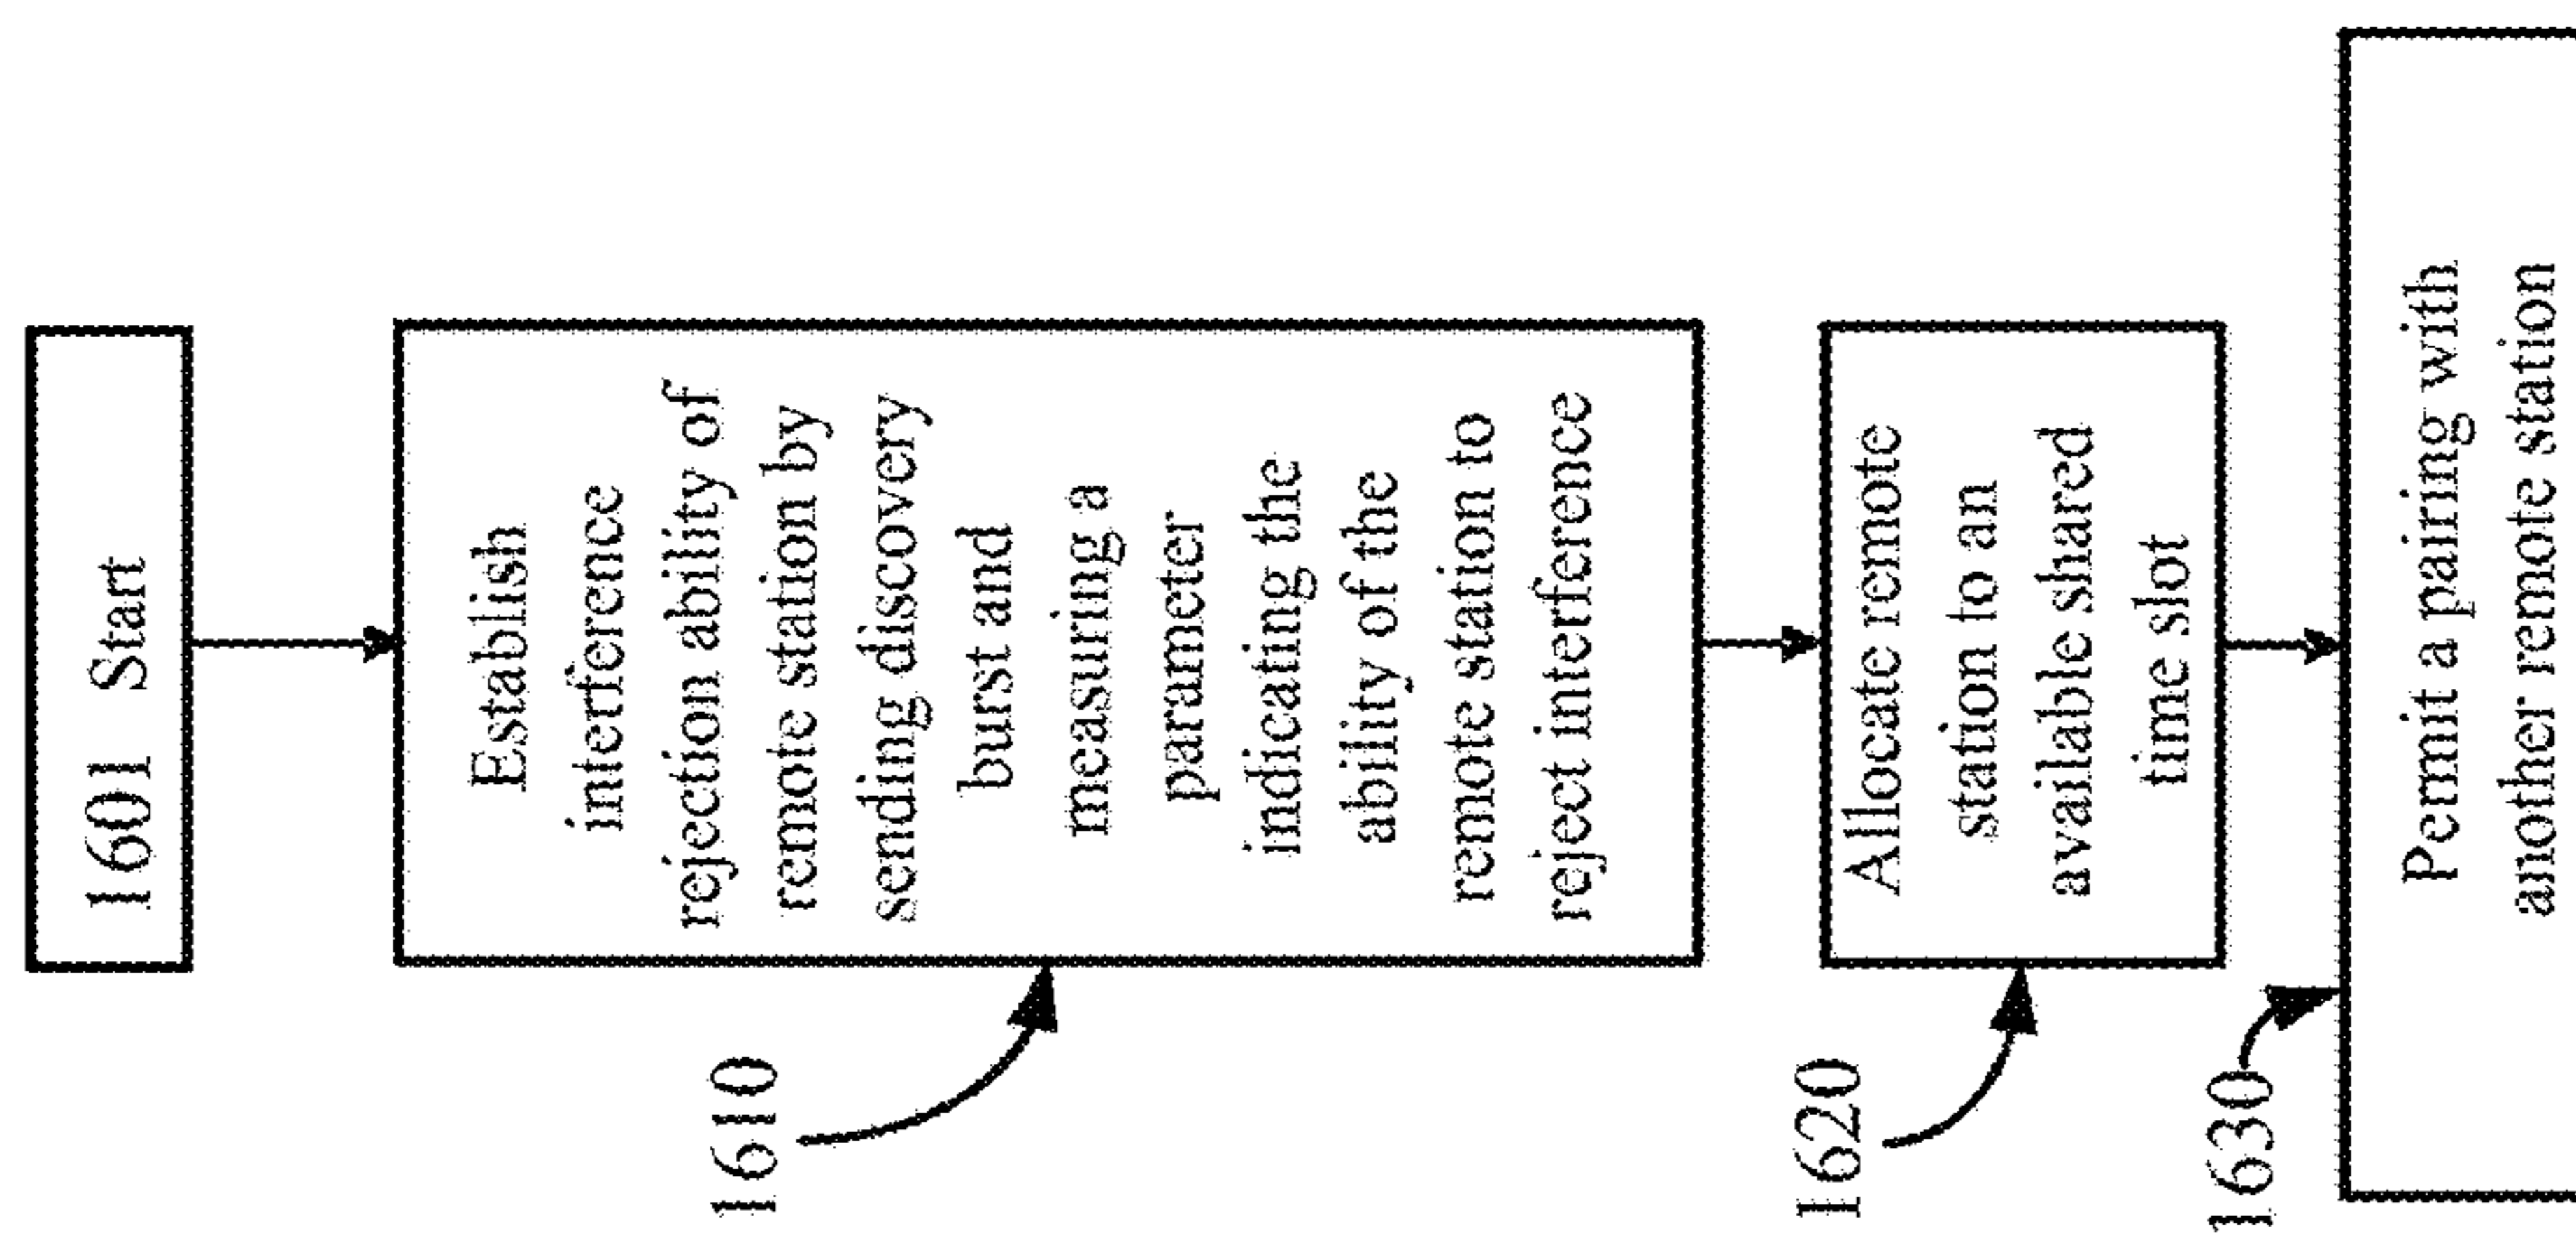 1601 Start
1610
Establish
interference
rejection ability of
remote station by
sending discovery
burst and
measuring a
parameter
indicating the
ability of the
remote station to
reject interference
1620
Allocate remote
station to an
available shared
time slot
1630
Permit a pairing with
another remote station